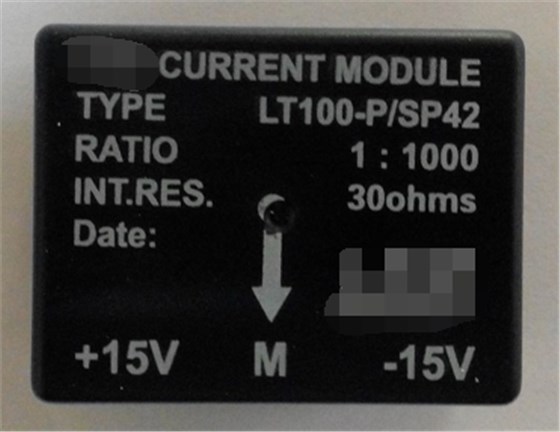 CURRENT MODULE
TYPE LT100-P/SP42
RATIO 1 : 1000
INT.RES. 30ohms
Date:
+15V M -15V